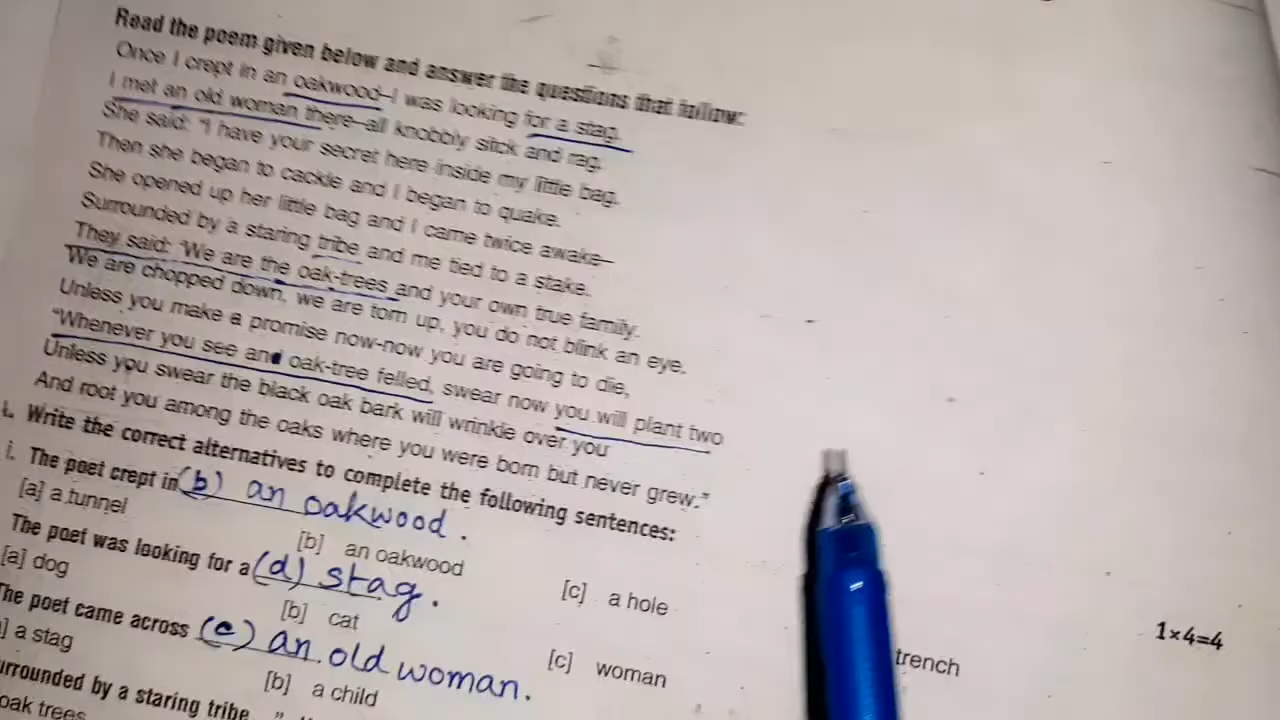 Read the poem given below and answer the questions that follow:
Once I crept in an oakwood–I was looking for a stag.
I met an old woman there–all knobbly stick and rag.
She said: "I have your secret here inside my little bag.
Then she began to cackle and I began to quake.
She opened up her little bag and I came twice awake–
Surrounded by a staring tribe and me tied to a stake.
They said: 'We are the oak-trees and your own true family.
We are chopped down, we are torn up, you do not blink an eye.
Unless you make a promise now-now you are going to die,
"Whenever you see and oak-tree felled, swear now you will plant two
Unless you swear the black oak bark will wrinkle over you
And root you among the oaks where you were born but never grew."
i. Write the correct alternatives to complete the following sentences:
1×4=4
i. The poet crept in (b) an oakwood.
[a] a tunnel [b] an oakwood [c] a hole trench
The poet was looking for a (d) stag.
[a] dog [b] cat [c] woman
The poet came across (c) an old woman.
] a stag [b] a child
urrounded by a staring tribe
oak trees